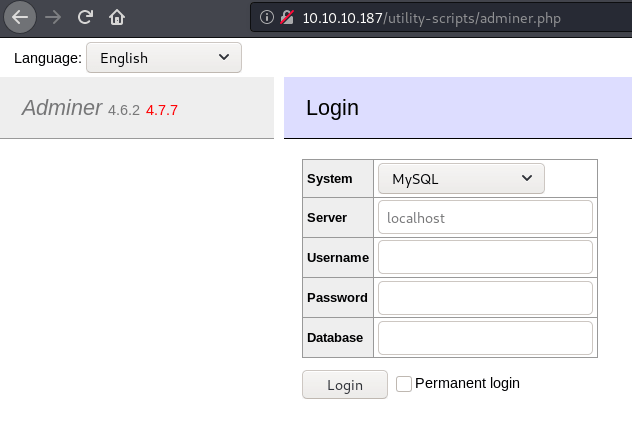 10.10.10.187/utility-scripts/adminer.php
Language: English
Adminer 4.6.2 4.7.7
Login
System MySQL
Server localhost
Username
Password
Database
Login Permanent login